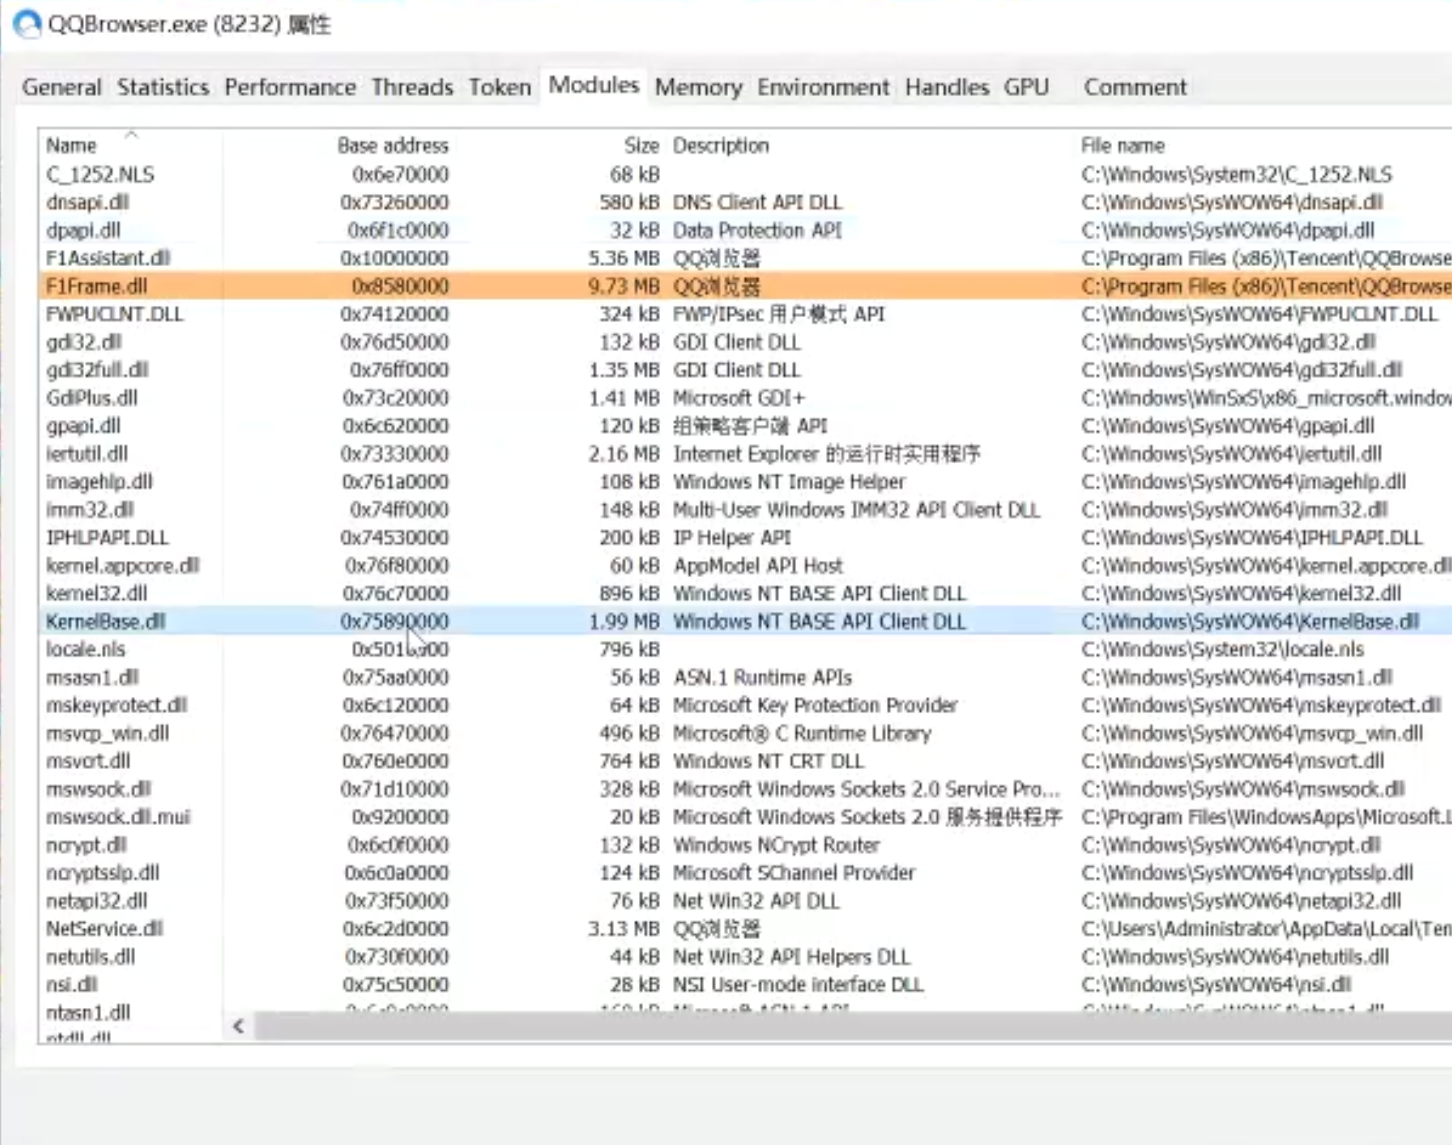 QQBrowser.exe (8232) 属性
General Statistics Performance Threads Token Modules Memory Environment Handles GPU Comment
Name Base address Size Description File name
C_1252.NLS 0x6e70000 68 kB C:\Windows\System32\C_1252.NLS
dnsapi.dll 0x73260000 580 kB DNS Client API DLL C:\Windows\SysWOW64\dnsapi.dll
dpapi.dll 0x6f1c0000 32 kB Data Protection API C:\Windows\SysWOW64\dpapi.dll
F1Assistant.dll 0x10000000 5.36 MB QQ浏览器 C:\Program Files (x86)\Tencent\QQBrowse
F1Frame.dll 0x8580000 9.73 MB QQ浏览器 C:\Program Files (x86)\Tencent\QQBrowse
FWPUCLNT.DLL 0x74120000 324 kB FWP/IPsec 用户模式 API C:\Windows\SysWOW64\FWPUCLNT.DLL
gdi32.dll 0x76d50000 132 kB GDI Client DLL C:\Windows\SysWOW64\gdi32.dll
gdi32full.dll 0x76ff0000 1.35 MB GDI Client DLL C:\Windows\SysWOW64\gdi32full.dll
GdiPlus.dll 0x73c20000 1.41 MB Microsoft GDI+ C:\Windows\WinSxS\x86_microsoft.window
gpapi.dll 0x6c620000 120 kB 组策略客户端 API C:\Windows\SysWOW64\gpapi.dll
iertutil.dll 0x73330000 2.16 MB Internet Explorer 的运行时实用程序 C:\Windows\SysWOW64\iertutil.dll
imagehlp.dll 0x761a0000 108 kB Windows NT Image Helper C:\Windows\SysWOW64\imagehlp.dll
imm32.dll 0x74ff0000 148 kB Multi-User Windows IMM32 API Client DLL C:\Windows\SysWOW64\imm32.dll
IPHLPAPI.DLL 0x74530000 200 kB IP Helper API C:\Windows\SysWOW64\IPHLPAPI.DLL
kernel.appcore.dll 0x76f80000 60 kB AppModel API Host C:\Windows\SysWOW64\kernel.appcore.dll
kernel32.dll 0x76c70000 896 kB Windows NT BASE API Client DLL C:\Windows\SysWOW64\kernel32.dll
KernelBase.dll 0x75890000 1.99 MB Windows NT BASE API Client DLL C:\Windows\SysWOW64\KernelBase.dll
locale.nls 796 kB C:\Windows\System32\locale.nls
msasn1.dll 0x75aa0000 56 kB ASN.1 Runtime APIs C:\Windows\SysWOW64\msasn1.dll
mskeyprotect.dll 0x6c120000 64 kB Microsoft Key Protection Provider C:\Windows\SysWOW64\mskeyprotect.dll
msvcp_win.dll 0x76470000 496 kB Microsoft® C Runtime Library C:\Windows\SysWOW64\msvcp_win.dll
msvcrt.dll 0x760e0000 764 kB Windows NT CRT DLL C:\Windows\SysWOW64\msvcrt.dll
mswsock.dll 0x71d10000 328 kB Microsoft Windows Sockets 2.0 Service Pro... C:\Windows\SysWOW64\mswsock.dll
mswsock.dll.mui 0x9200000 20 kB Microsoft Windows Sockets 2.0 服务提供程序 C:\Program Files\WindowsApps\Microsoft.L
ncrypt.dll 0x6c0f0000 132 kB Windows NCrypt Router C:\Windows\SysWOW64\ncrypt.dll
ncryptsslp.dll 0x6c0a0000 124 kB Microsoft SChannel Provider C:\Windows\SysWOW64\ncryptsslp.dll
netapi32.dll 0x73f50000 76 kB Net Win32 API DLL C:\Windows\SysWOW64\netapi32.dll
NetService.dll 0x6c2d0000 3.13 MB QQ浏览器 C:\Users\Administrator\AppData\Local\Ten
netutils.dll 0x730f0000 44 kB Net Win32 API Helpers DLL C:\Windows\SysWOW64\netutils.dll
nsi.dll 0x75c50000 28 kB NSI User-mode interface DLL C:\Windows\SysWOW64\nsi.dll
ntasn1.dll